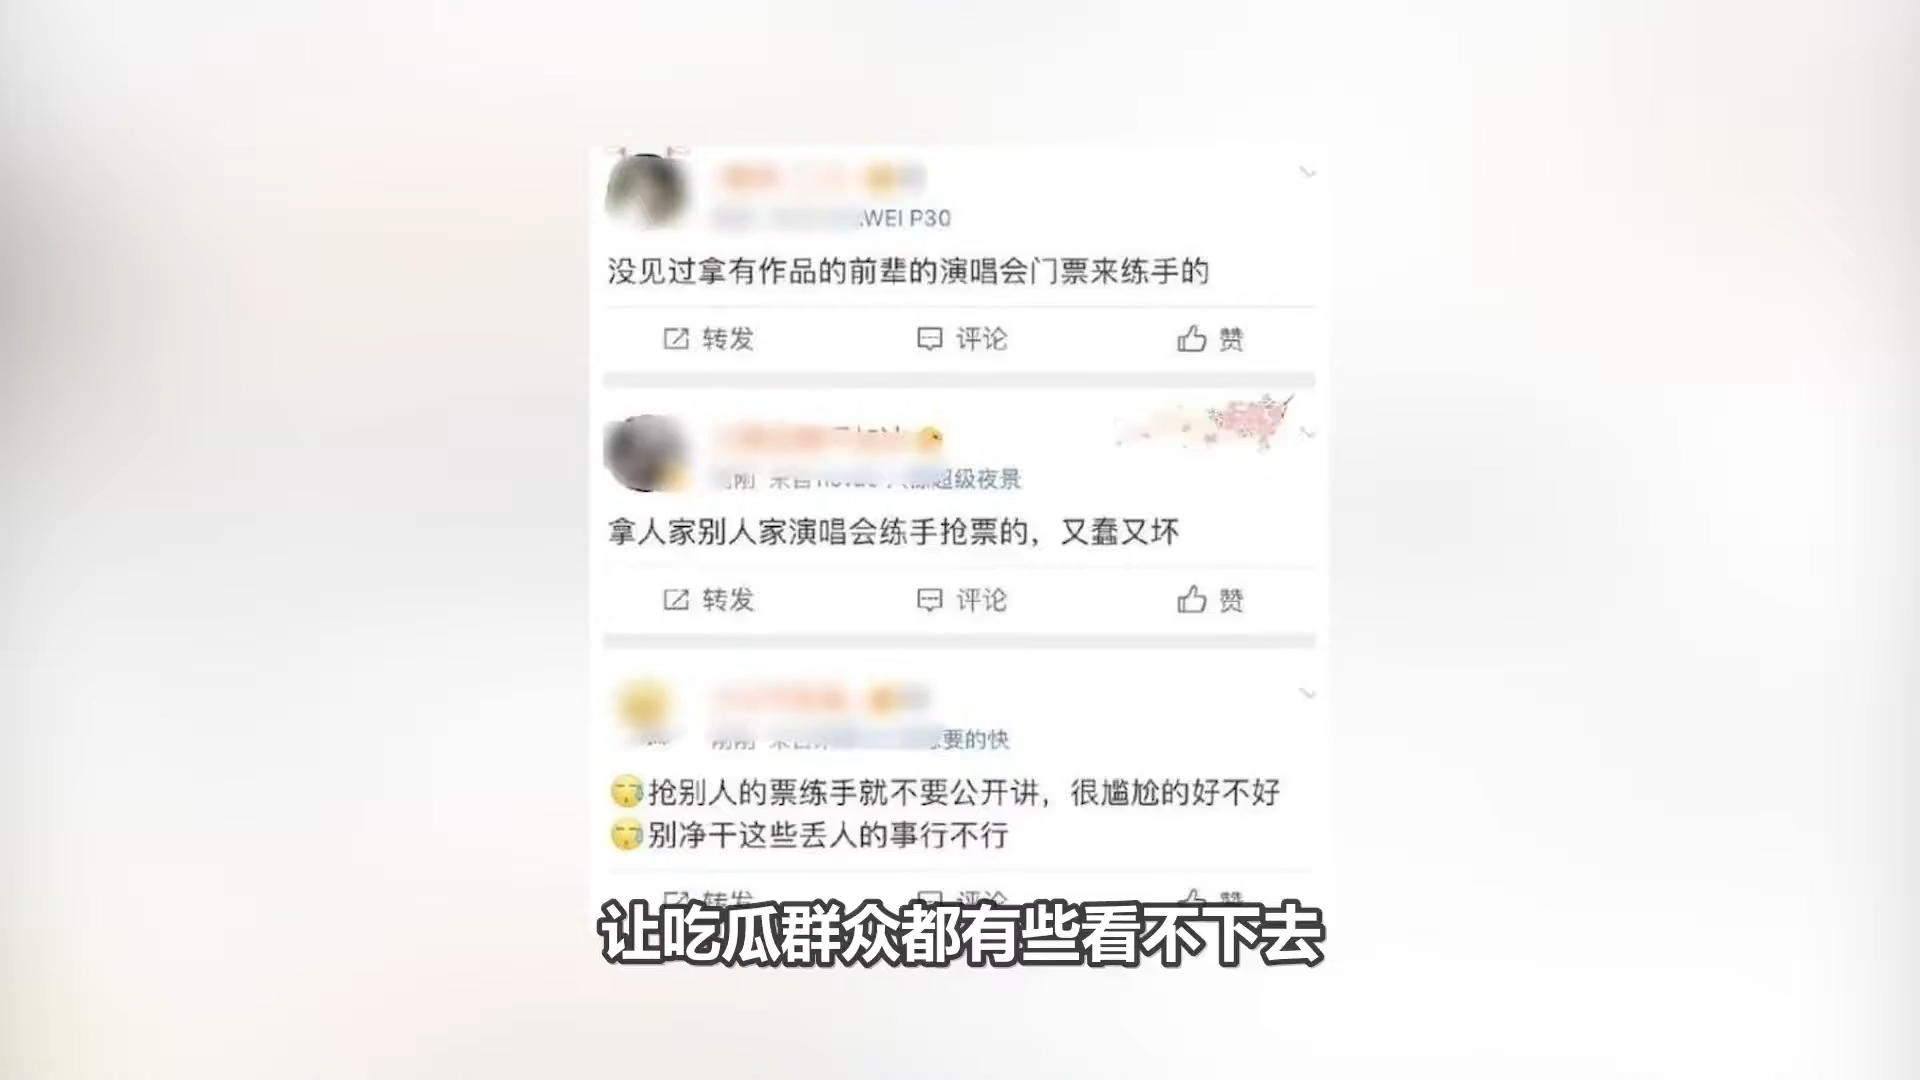 WEI P30
没见过拿有作品的前辈的演唱会门票来练手的
转发 评论 赞
超级夜景
拿人家别人家演唱会练手抢票的，又蠢又坏
转发 评论 赞
要的快
抢别人的票练手就不要公开讲，很尴尬的好不好
别净干这些丢人的事行不行
转发 评论 赞
让吃瓜群众都有些看不下去